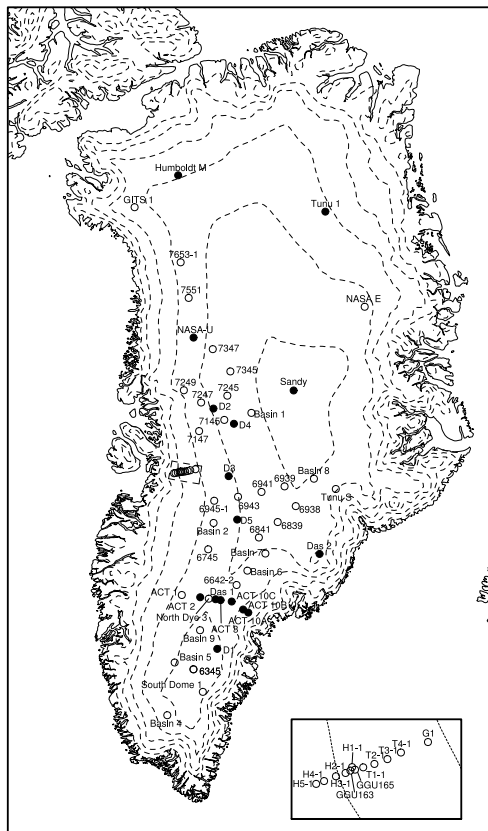 Humboldt M
GITS 1
Tunu 1
7653-1
7551
NASA E
NASA-U
7347
7345
7249
7245
Sandy
7247
D2
Basin 1
7145
D4
7147
D3
Basin 8
6939
6941
Tunu S
6943
6945-1
6938
D5
Basin 2
6839
6841
Das 2
6745
Basin 7
Basin 6
6642-2
ACT 1
Das 1
ACT 10C
ACT 2
ACT 10B
North Dye 3
ACT 10A
ACT 3
Basin 9
D1
Basin 5
6345
South Dome 1
Basin 4
G1
H1-1
T4-1
T3-1
T2-1
H2-1
H4-1
T1-1
H5-1
H3-1
GGU165
GGU163